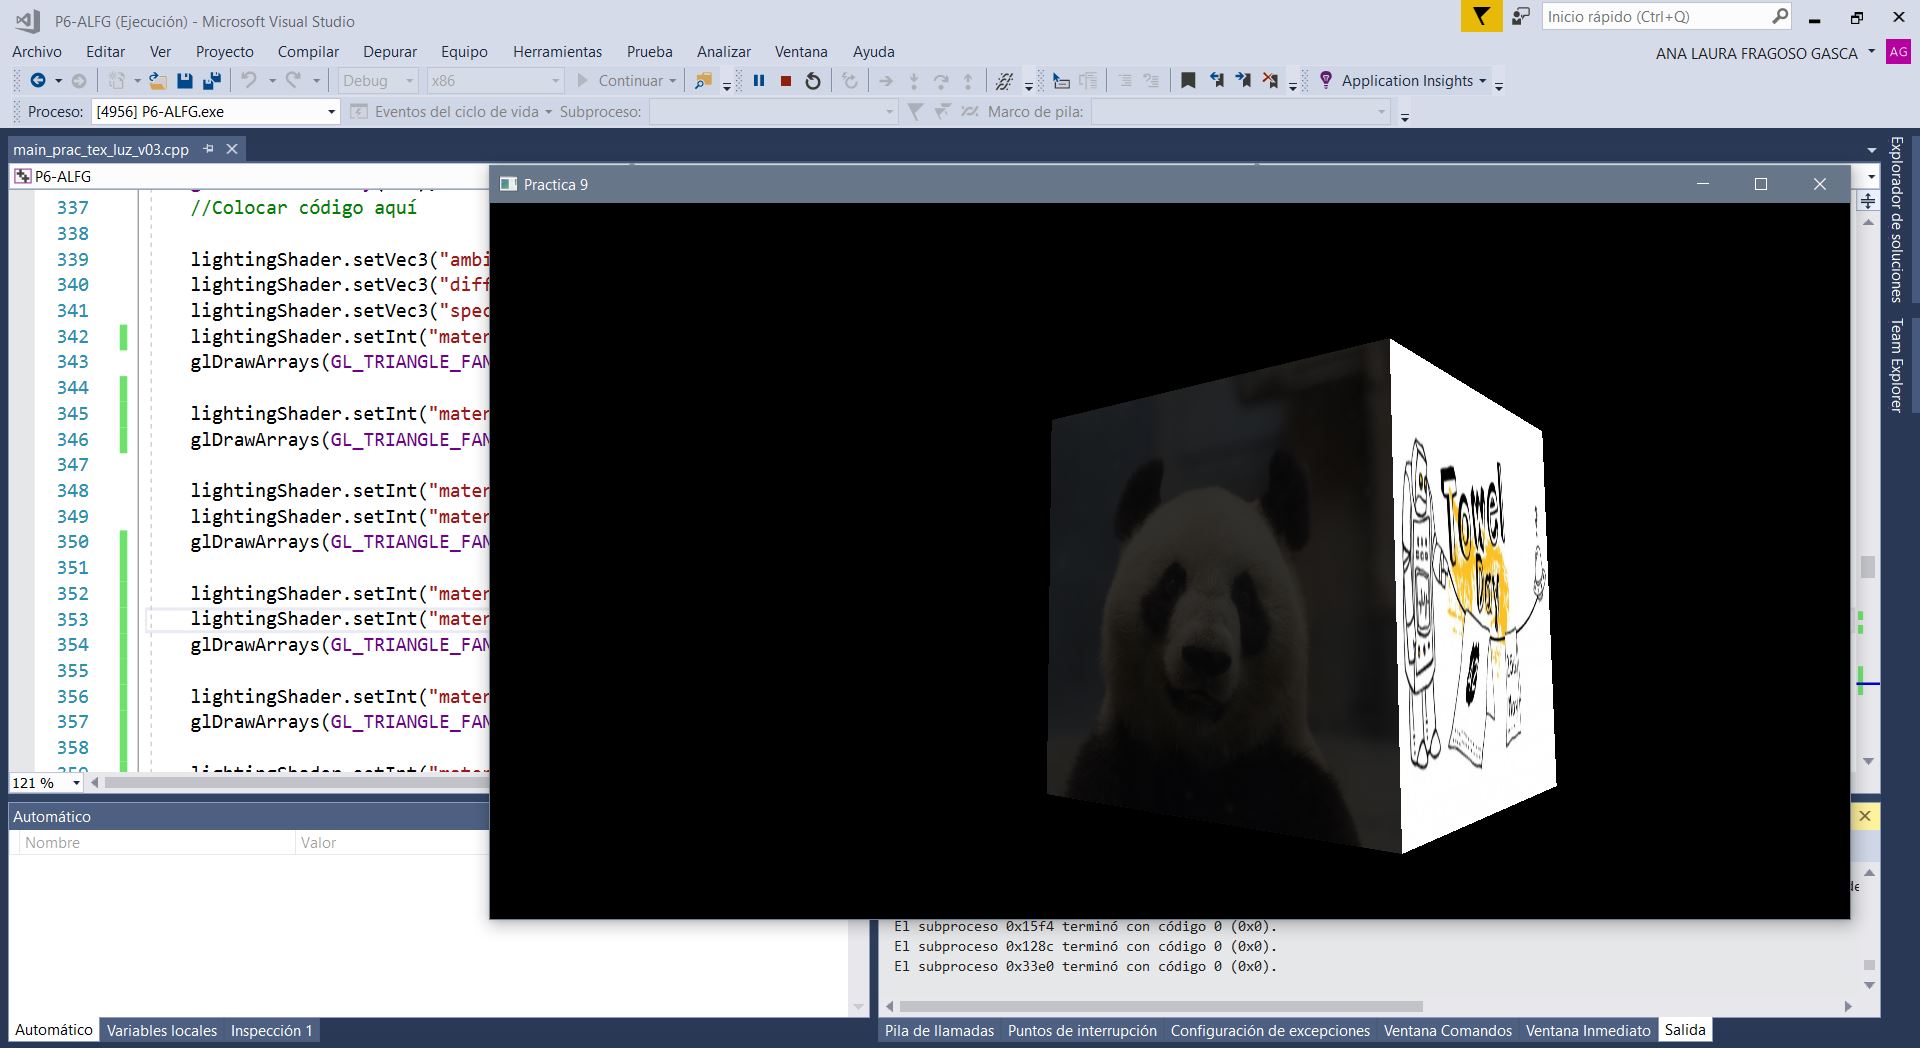 P6-ALFG (Ejecución) - Microsoft Visual Studio
Inicio rápido (Ctrl+Q)
Archivo Editar Ver Proyecto Compilar Depurar Equipo Herramientas Prueba Analizar Ventana Ayuda
ANA LAURA FRAGOSO GASCA AG
Debug x86 Continuar Application Insights
Proceso: [4956] P6-ALFG.exe Eventos del ciclo de vida Subproceso: Marco de pila:
main_prac_tex_luz_v03.cpp
P6-ALFG
Practica 9
337 //Colocar código aquí
338
339 lightingShader.setVec3("ambi
340 lightingShader.setVec3("diff
341 lightingShader.setVec3("spec
342 lightingShader.setInt("mater
343 glDrawArrays(GL_TRIANGLE_FAN
344
345 lightingShader.setInt("mater
346 glDrawArrays(GL_TRIANGLE_FAN
347
348 lightingShader.setInt("mater
349 lightingShader.setInt("mater
350 glDrawArrays(GL_TRIANGLE_FAN
351
352 lightingShader.setInt("mater
353 lightingShader.setInt("mater
354 glDrawArrays(GL_TRIANGLE_FAN
355
356 lightingShader.setInt("mater
357 glDrawArrays(GL_TRIANGLE_FAN
358
Towel
Day
Explorador de soluciones
Team Explorer
121 %
Automático
Nombre Valor
El subproceso 0x15f4 terminó con código 0 (0x0).
El subproceso 0x128c terminó con código 0 (0x0).
El subproceso 0x33e0 terminó con código 0 (0x0).
Automático Variables locales Inspección 1
Pila de llamadas Puntos de interrupción Configuración de excepciones Ventana Comandos Ventana Inmediato Salida